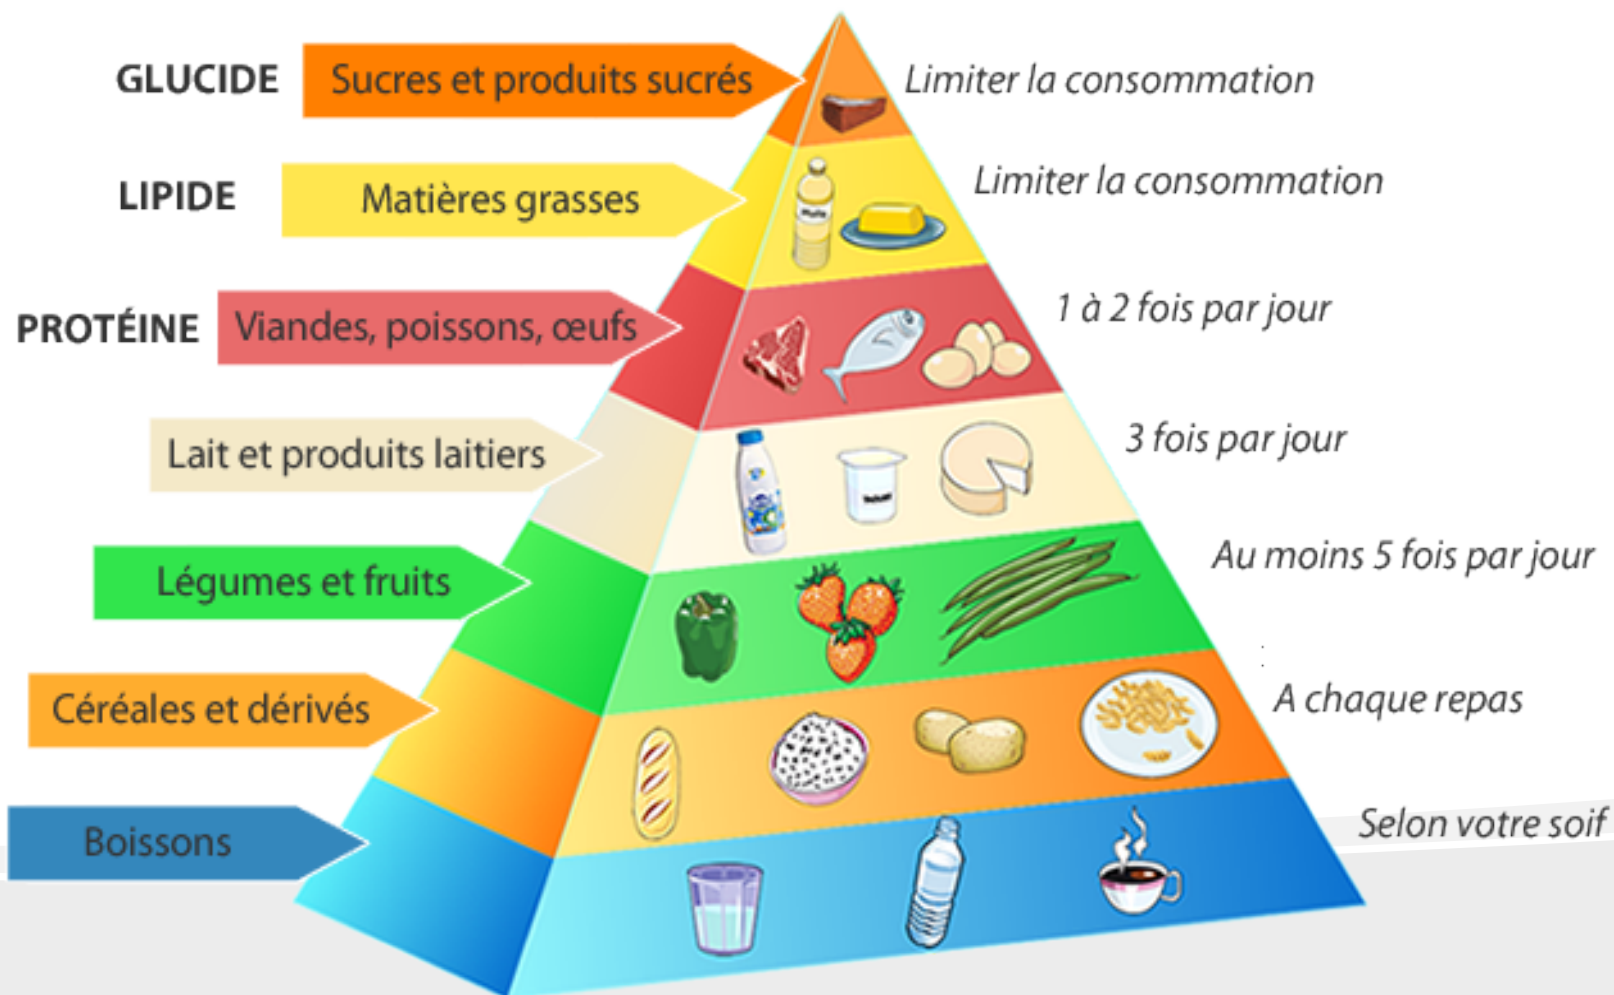 GLUCIDE Sucres et produits sucrés Limiter la consommation
LIPIDE Matières grasses Limiter la consommation
PROTÉINE Viandes, poissons, œufs 1 à 2 fois par jour
Lait et produits laitiers 3 fois par jour
Légumes et fruits Au moins 5 fois par jour
Céréales et dérivés A chaque repas
Boissons Selon votre soif